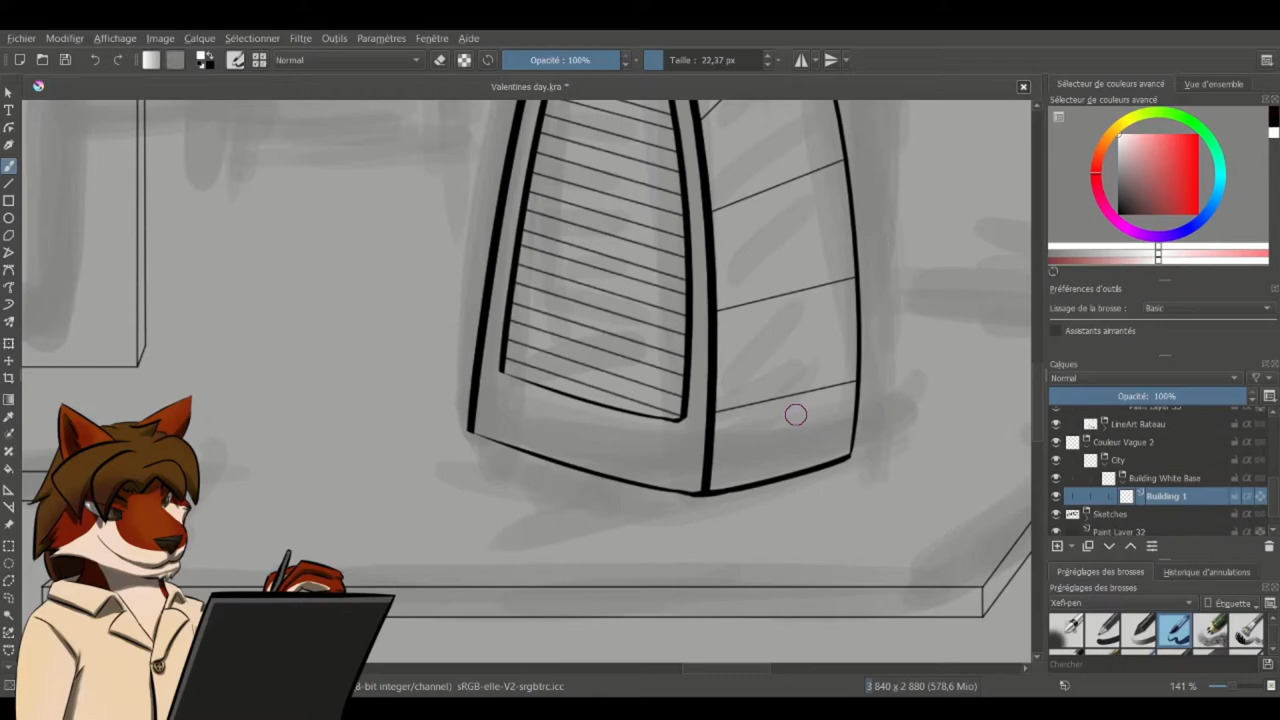 Fichier Modifier Affichage Image Calque Sélectionner Filtre Outils Paramètres Fenêtre Aide
Normal Opacité : 100% Taille : 22,37 px
Valentines day.kra *
Sélecteur de couleurs avancé Vue d'ensemble
Sélecteur de couleurs avancé
Préférences d'outils
Lissage de la brosse : Basic
Assistants aimantés
Calques
Normal
Opacité : 100%
Paint Layer 35
LineArt Rateau
Couleur Vague 2
City
Building White Base
Building 1
Sketches
Paint Layer 32
Préréglages des brosses Historique d'annulations
Préréglages des brosses
Xefi-pen Étiquette
Chercher
-bit integer/channel) sRGB-elle-V2-srgbtrc.icc 3 840 x 2 880 (578,6 Mio) 141 %